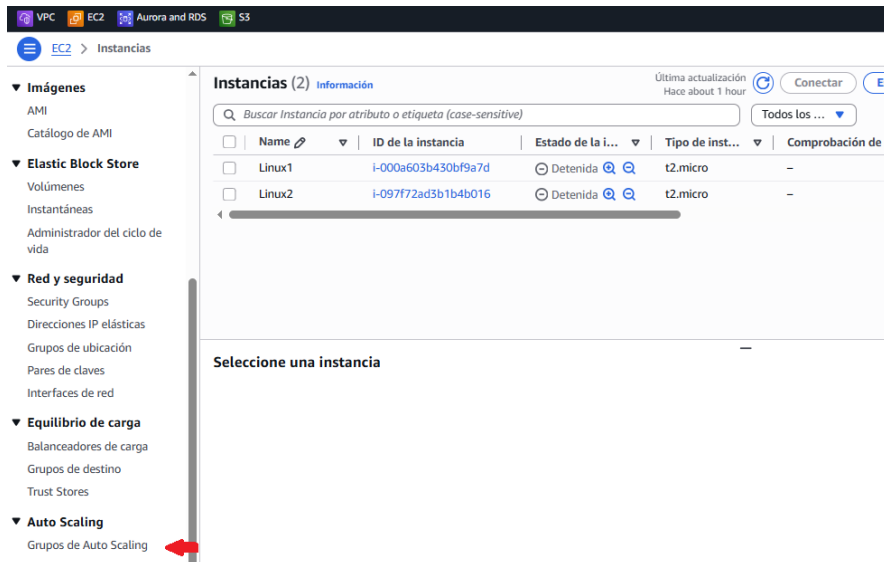 VPC EC2 Aurora and RDS S3
EC2 > Instancias
Imágenes
AMI
Catálogo de AMI
Elastic Block Store
Volúmenes
Instantáneas
Administrador del ciclo de
vida
Red y seguridad
Security Groups
Direcciones IP elásticas
Grupos de ubicación
Pares de claves
Interfaces de red
Equilibrio de carga
Balanceadores de carga
Grupos de destino
Trust Stores
Auto Scaling
Grupos de Auto Scaling
Instancias (2) Información
Última actualización
Hace about 1 hour
Conectar
E
Buscar Instancia por atributo o etiqueta (case-sensitive)
Todos los ...
Name ID de la instancia Estado de la i... Tipo de inst... Comprobación de
Linux1 i-000a603b430bf9a7d Detenida t2.micro –
Linux2 i-097f72ad3b1b4b016 Detenida t2.micro –
Seleccione una instancia